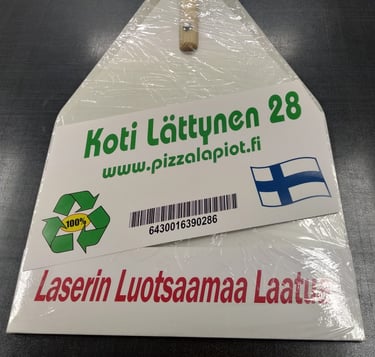 Koti Lättynen 28
www.pizzalapiot.fi
100%
6430016390286
Laserin Luotsaamaa Laatua